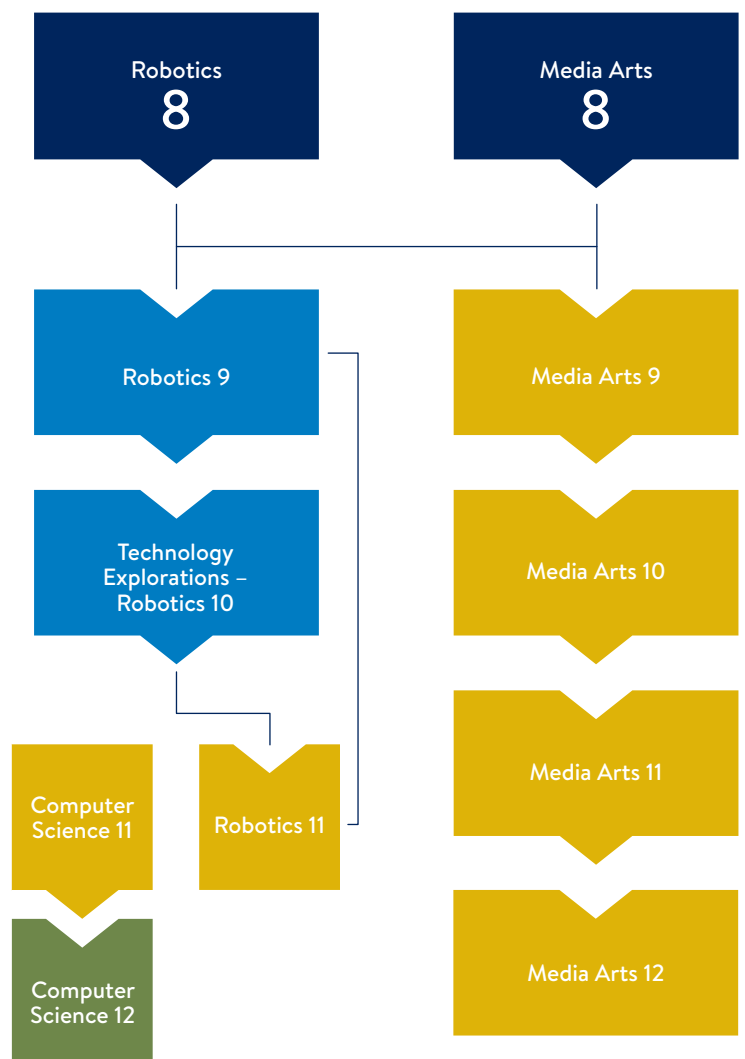 Robotics
8
Media Arts
8
Robotics 9
Media Arts 9
Technology
Explorations –
Robotics 10
Media Arts 10
Media Arts 11
Computer
Science 11
Robotics 11
Computer
Science 12
Media Arts 12